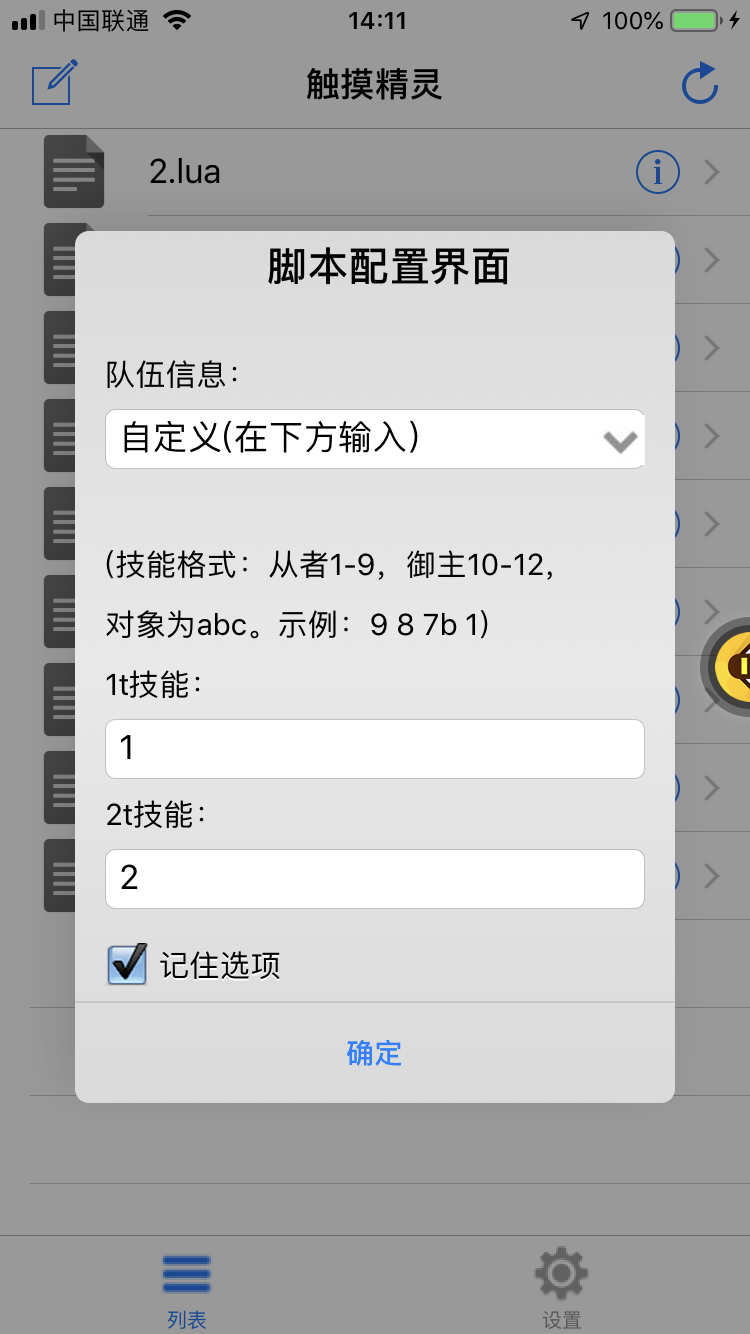 中国联通 14:11 100%
触摸精灵
2.lua
脚本配置界面
队伍信息：
自定义(在下方输入)
(技能格式：从者1-9，御主10-12，
对象为abc。示例：9 8 7b 1)
1t技能：
1
2t技能：
2
记住选项
确定
列表 设置